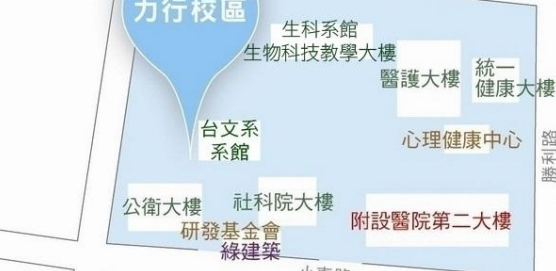 力行校區
生科系館
生物科技教學大樓
醫護大樓
統一
健康大樓
台文系
系館
心理健康中心
勝利路
公衛大樓
社科院大樓
附設醫院第二大樓
研發基金會
綠建築